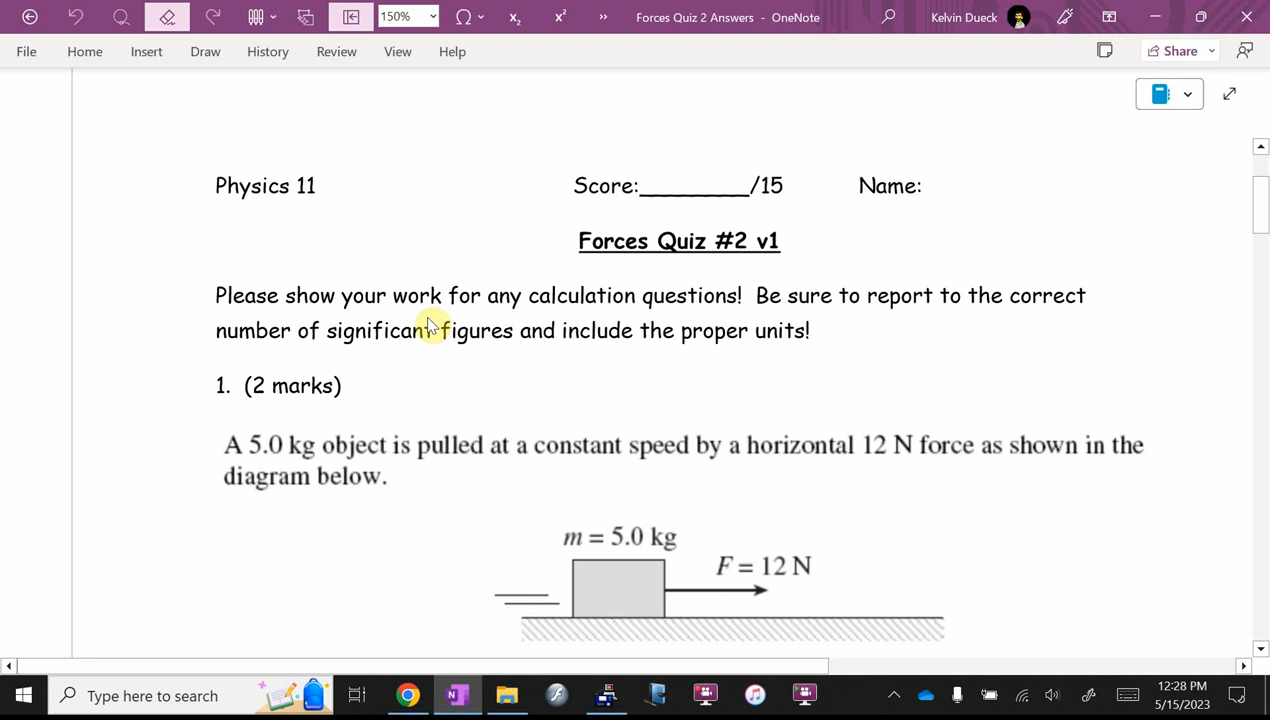 150%
Forces Quiz 2 Answers - OneNote
Kelvin Dueck
File Home Insert Draw History Review View Help
Share
Physics 11 Score:________/15 Name:
Forces Quiz #2 v1
Please show your work for any calculation questions! Be sure to report to the correct
number of significant figures and include the proper units!
1. (2 marks)
A 5.0 kg object is pulled at a constant speed by a horizontal 12 N force as shown in the
diagram below.
m = 5.0 kg
F = 12 N
Type here to search
12:28 PM
5/15/2023